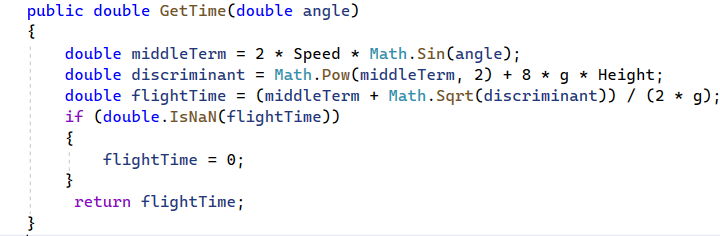 public double GetTime(double angle)
{
double middleTerm = 2 * Speed * Math.Sin(angle);
double discriminant = Math.Pow(middleTerm, 2) + 8 * g * Height;
double flightTime = (middleTerm + Math.Sqrt(discriminant)) / (2 * g);
if (double.IsNaN(flightTime))
{
flightTime = 0;
}
return flightTime;
}